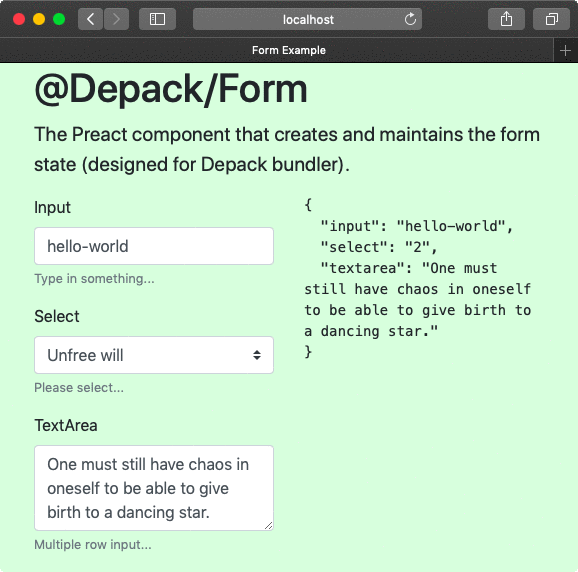 localhost
Form Example
@Depack/Form
The Preact component that creates and maintains the form
state (designed for Depack bundler).
Input
hello-world
Type in something...
Select
Unfree will
Please select...
TextArea
One must still have chaos in
oneself to be able to give
birth to a dancing star.
Multiple row input...
{
  "input": "hello-world",
  "select": "2",
  "textarea": "One must
still have chaos in oneself
to be able to give birth to
a dancing star."
}